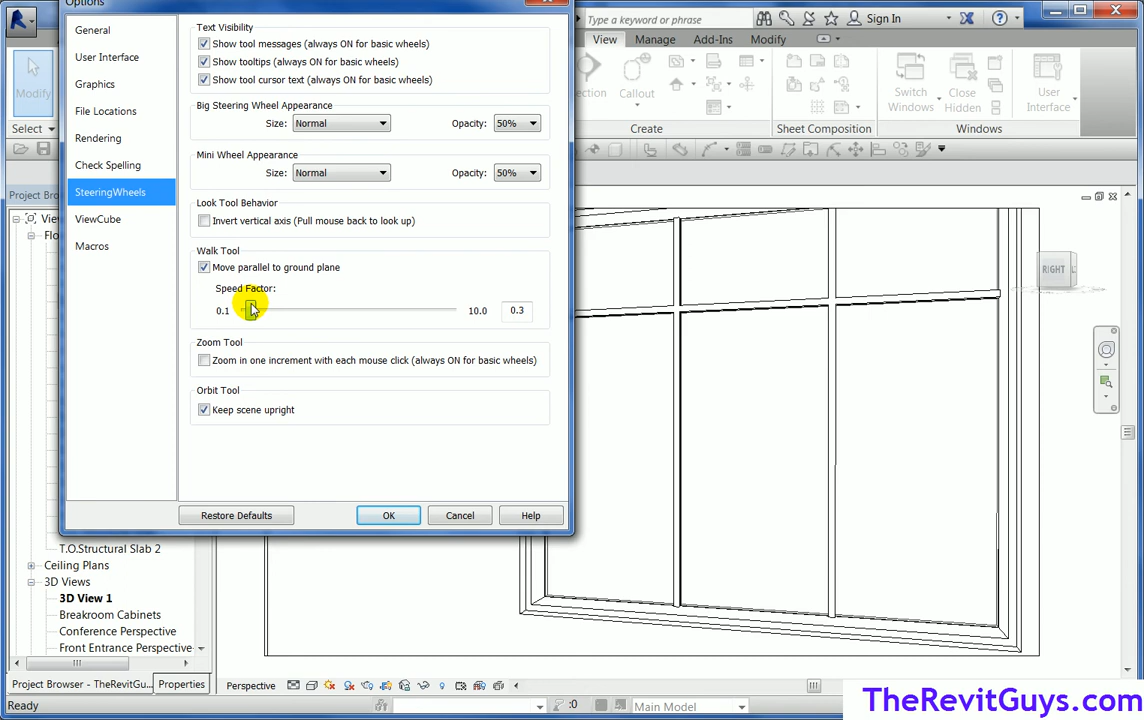 Options
General
User Interface
Graphics
File Locations
Rendering
Check Spelling
SteeringWheels
ViewCube
Macros
Text Visibility
Show tool messages (always ON for basic wheels)
Show tooltips (always ON for basic wheels)
Show tool cursor text (always ON for basic wheels)
Big Steering Wheel Appearance
Size: Normal Opacity: 50%
Mini Wheel Appearance
Size: Normal Opacity: 50%
Look Tool Behavior
Invert vertical axis (Pull mouse back to look up)
Walk Tool
Move parallel to ground plane
Speed Factor:
0.1 10.0 0.3
Zoom Tool
Zoom in one increment with each mouse click (always ON for basic wheels)
Orbit Tool
Keep scene upright
Restore Defaults OK Cancel Help
Type a keyword or phrase Sign In
View Manage Add-Ins Modify
Modify
Select
Callout
Switch
Windows
Close
Hidden
User
Interface
Create Sheet Composition Windows
Project Bro
View
Flo
T.O.Structural Slab 2
Ceiling Plans
3D Views
3D View 1
Breakroom Cabinets
Conference Perspective
Front Entrance Perspective
Project Browser - TheRevitGu... Properties
RIGHT
Perspective
Ready :0 Main Model
TheRevitGuys.com